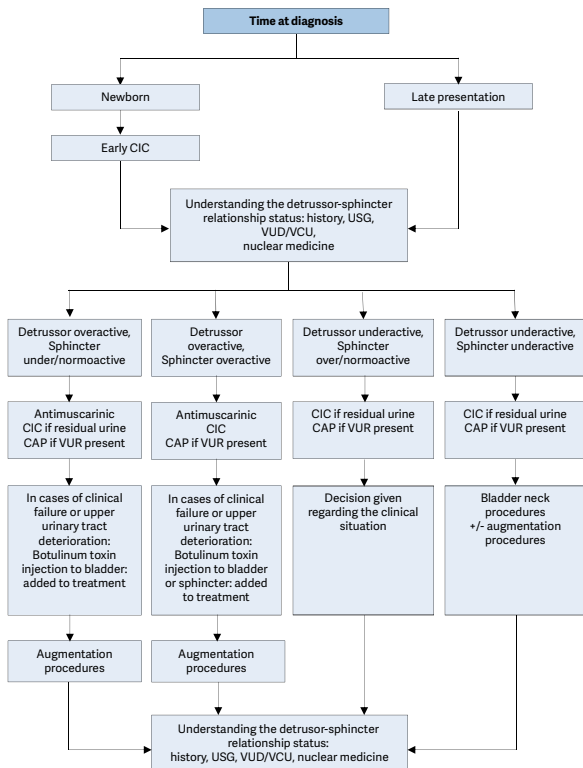 Time at diagnosis
Newborn
Late presentation
Early CIC
Understanding the detrussor-sphincter
relationship status: history, USG,
VUD/VCU,
nuclear medicine
Detrussor overactive,
Sphincter
under/normoactive
Detrussor
overactive,
Sphincter overactive
Detrussor underactive,
Sphincter
over/normoactive
Detrussor underactive,
Sphincter underactive
Antimuscarinic
CIC if residual urine
CAP if VUR present
Antimuscarinic
CIC
CAP if VUR present
CIC if residual urine
CAP if VUR present
CIC if residual urine
CAP if VUR present
In cases of clinical
failure or upper
urinary tract
deterioration:
Botulinum toxin
injection to bladder:
added to treatment
In cases of clinical
failure or upper
urinary tract
deterioration:
Botulinum toxin
injection to bladder
or sphincter: added
to treatment
Decision given
regarding the clinical
situation
Bladder neck
procedures
+/- augmentation
procedures
Augmentation
procedures
Augmentation
procedures
Understanding the detrusor-sphincter
relationship status:
history, USG, VUD/VCU, nuclear medicine